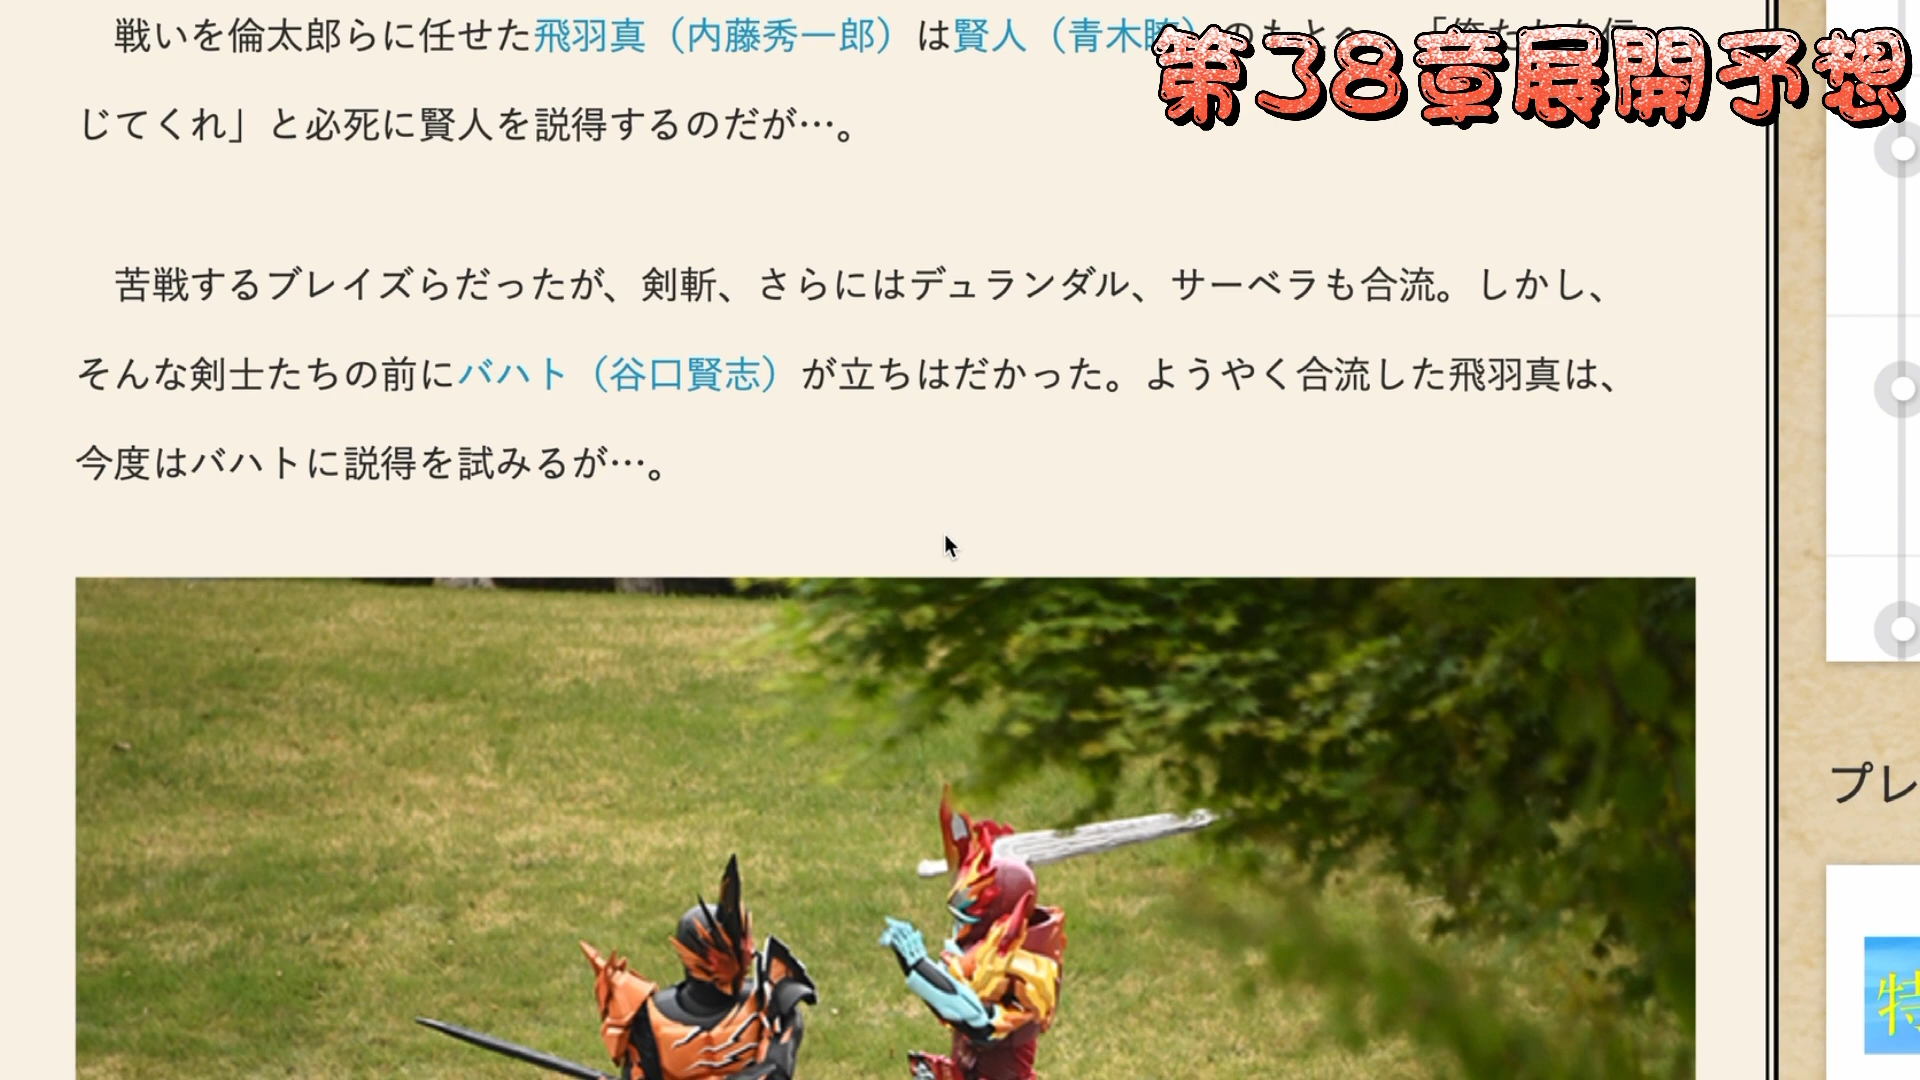 戦いを倫太郎らに任せた飛羽真（内藤秀一郎）は賢人（青木
第38章展開予想
じてくれ」と必死に賢人を説得するのだが…。
苦戦するブレイズらだったが、剣斬、さらにはデュランダル、サーベラも合流。しかし、
そんな剣士たちの前にバハト（谷口賢志）が立ちはだかった。ようやく合流した飛羽真は、
今度はバハトに説得を試みるが…。
プレ
特